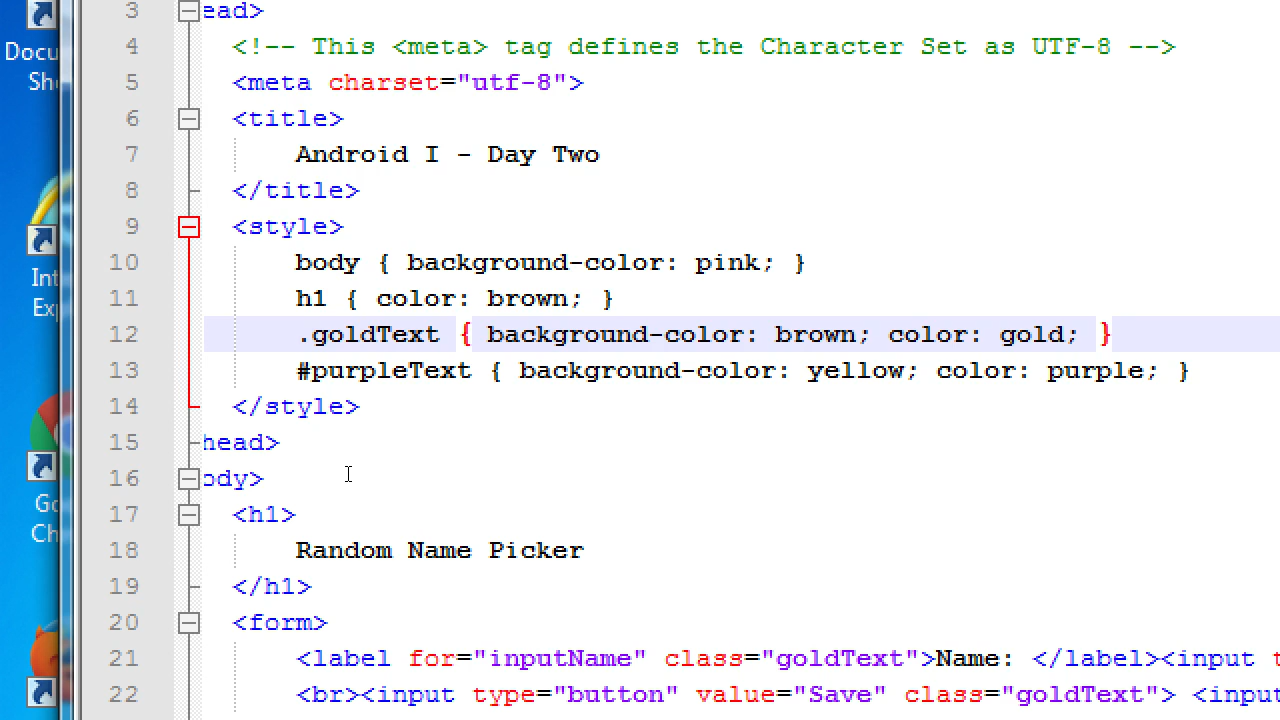 Docu
Sh
Int
Ex
Go
Ch
3 ead>
4 <!-- This <meta> tag defines the Character Set as UTF-8 -->
5 <meta charset="utf-8">
6 <title>
7 Android I - Day Two
8 </title>
9 <style>
10 body { background-color: pink; }
11 h1 { color: brown; }
12 .goldText { background-color: brown; color: gold; }
13 #purpleText { background-color: yellow; color: purple; }
14 </style>
15 head>
16 ody>
17 <h1>
18 Random Name Picker
19 </h1>
20 <form>
21 <label for="inputName" class="goldText">Name: </label><input t
22 <br><input type="button" value="Save" class="goldText"> <input